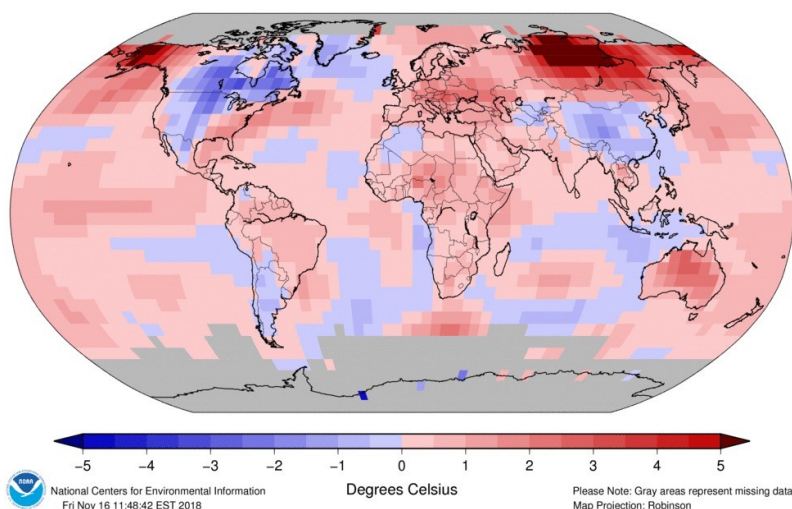 −5 −4 −3 −2 −1 0 1 2 3 4 5
NOAA
National Centers for Environmental Information
Fri Nov 16 11:48:42 EST 2018
Degrees Celsius
Please Note: Gray areas represent missing data
Map Projection: Robinson